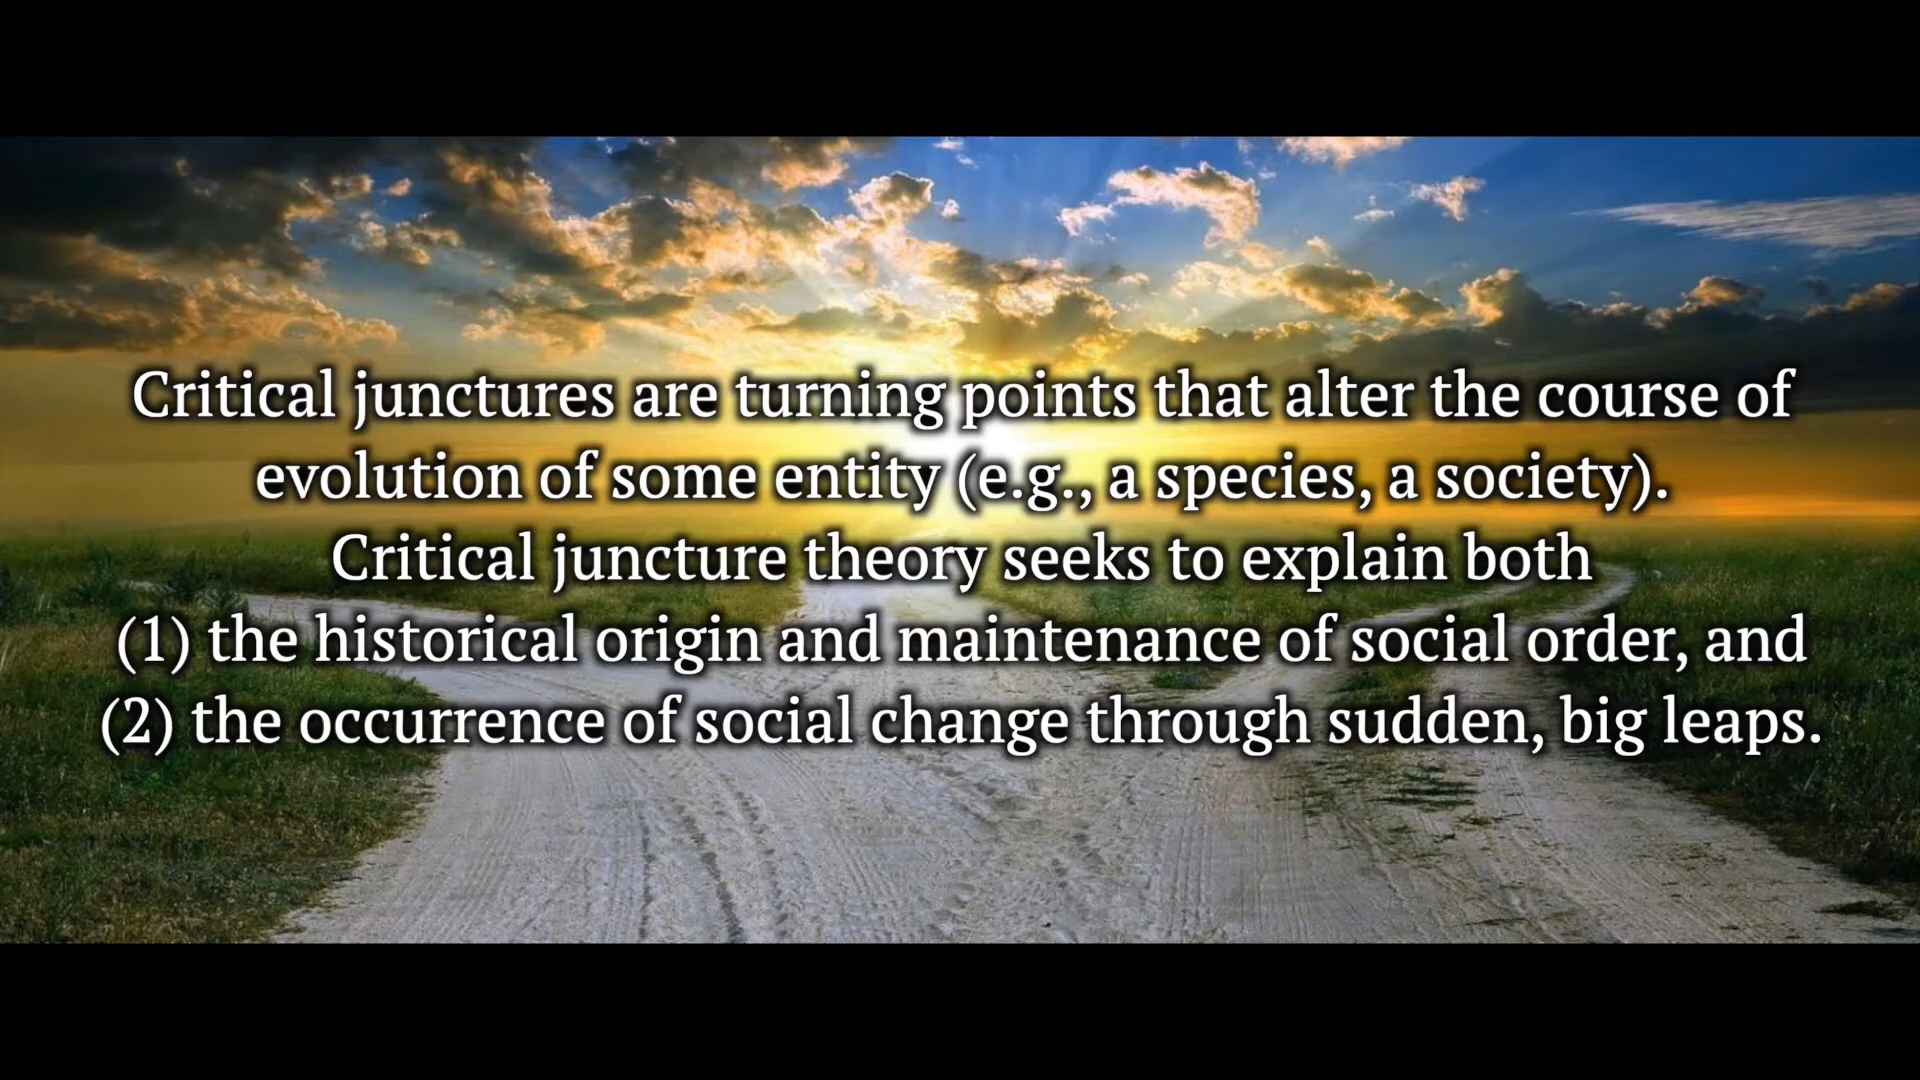 Critical junctures are turning points that alter the course of
evolution of some entity (e.g., a species, a society).
Critical juncture theory seeks to explain both
(1) the historical origin and maintenance of social order, and
(2) the occurrence of social change through sudden, big leaps.